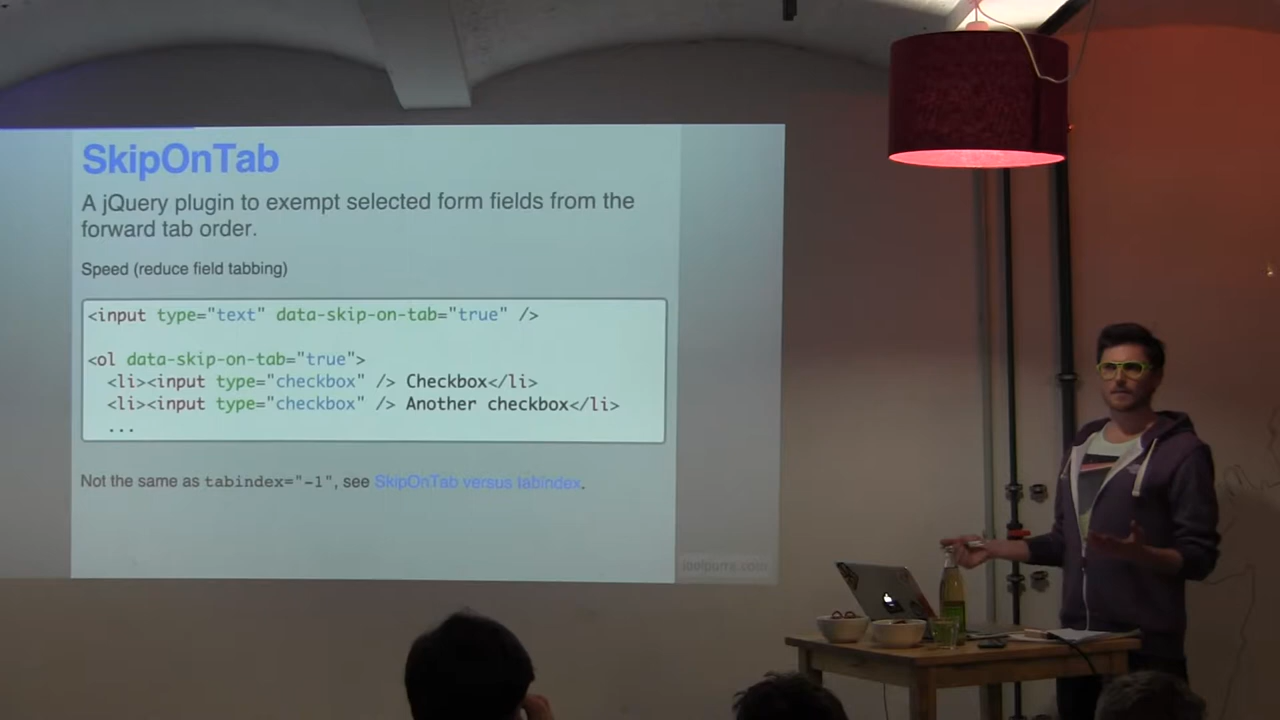 SkipOnTab
A jQuery plugin to exempt selected form fields from the
forward tab order.
Speed (reduce field tabbing)
<input type="text" data-skip-on-tab="true" />
<ol data-skip-on-tab="true">
<li><input type="checkbox" /> Checkbox</li>
<li><input type="checkbox" /> Another checkbox</li>
...
Not the same as tabindex="-1", see SkipOnTab versus tabindex.
joelpurra.com